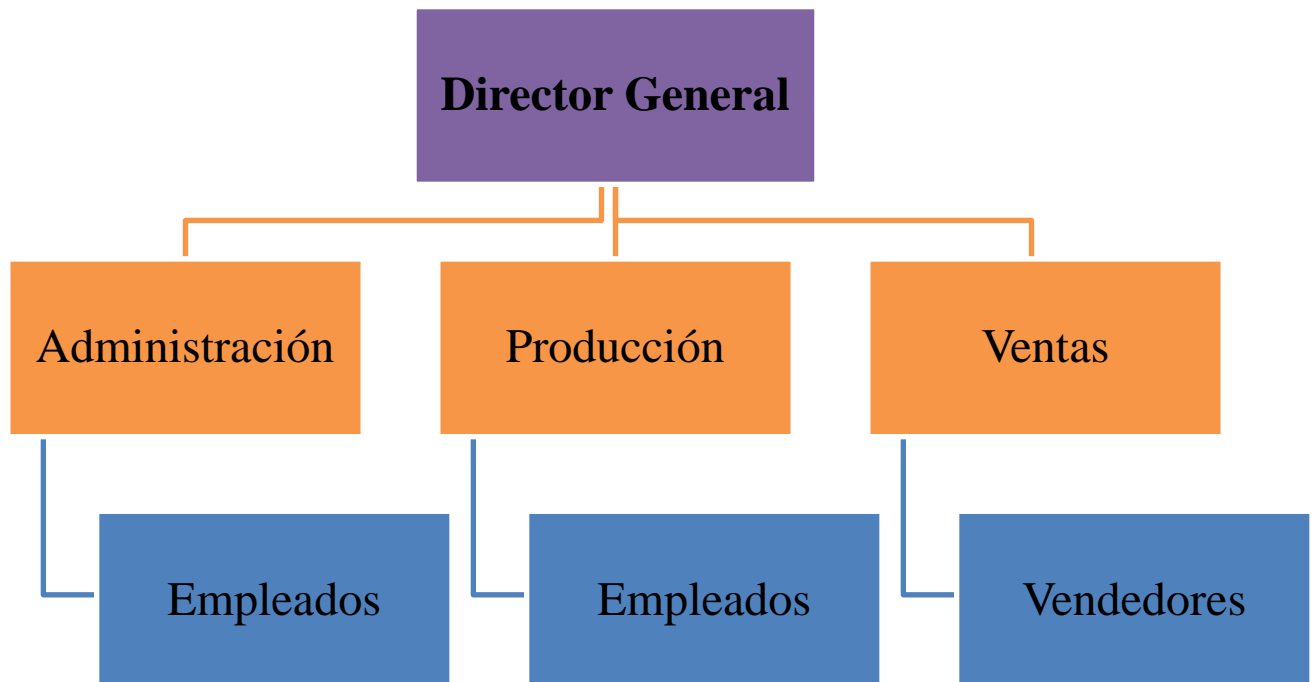 Director General
Administración
Producción
Ventas
Empleados
Empleados
Vendedores